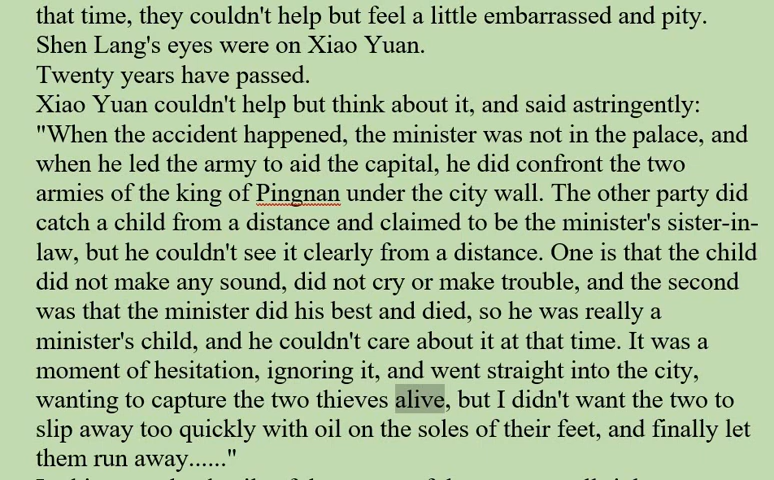 that time, they couldn't help but feel a little embarrassed and pity.
Shen Lang's eyes were on Xiao Yuan.
Twenty years have passed.
Xiao Yuan couldn't help but think about it, and said astringently:
"When the accident happened, the minister was not in the palace, and
when he led the army to aid the capital, he did confront the two
armies of the king of Pingnan under the city wall. The other party did
catch a child from a distance and claimed to be the minister's sister-in-
law, but he couldn't see it clearly from a distance. One is that the child
did not make any sound, did not cry or make trouble, and the second
was that the minister did his best and died, so he was really a
minister's child, and he couldn't care about it at that time. It was a
moment of hesitation, ignoring it, and went straight into the city,
wanting to capture the two thieves alive, but I didn't want the two to
slip away too quickly with oil on the soles of their feet, and finally let
them run away......"